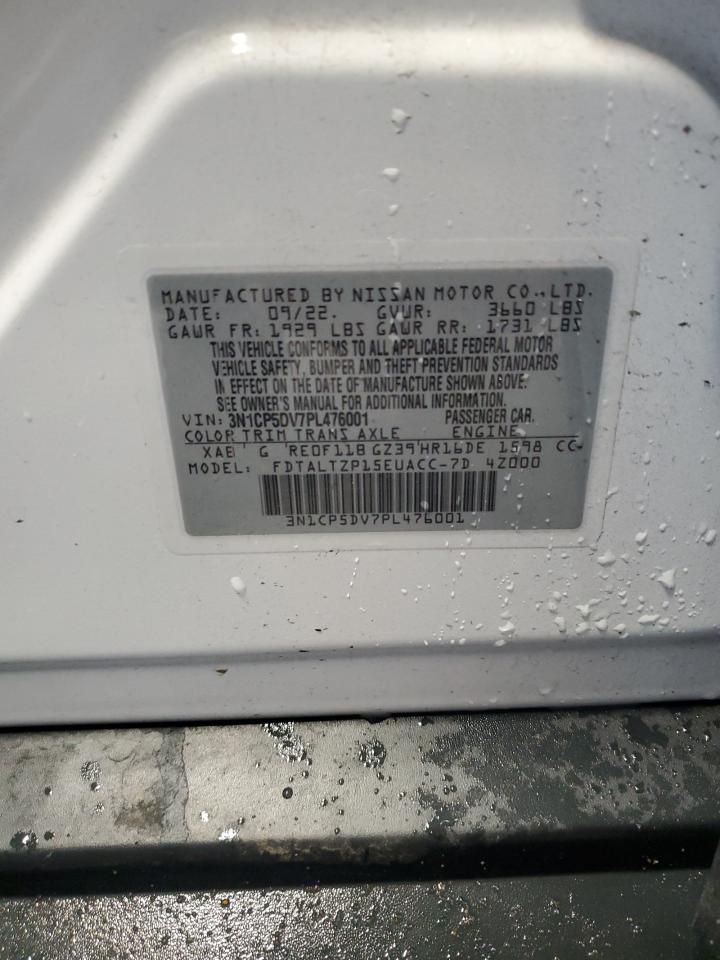 MANUFACTURED BY NISSAN MOTOR CO.,LTD.
DATE: 09/22. GVWR: 3660 LBS
GAWR FR: 1929 LBS GAWR RR: 1731 LBS
THIS VEHICLE CONFORMS TO ALL APPLICABLE FEDERAL MOTOR
VEHICLE SAFETY, BUMPER AND THEFT PREVENTION STANDARDS
IN EFFECT ON THE DATE OF MANUFACTURE SHOWN ABOVE.
SEE OWNER'S MANUAL FOR ADDITIONAL INFORMATION.
VIN: 3N1CP5DV7PL476001 PASSENGER CAR.
COLOR TRIM TRANS AXLE ENGINE
XAB G RE0F11B GZ39 HR16DE 1598 CC
MODEL: FDTALTZP15EUACC-7D 4Z000
3N1CP5DV7PL476001